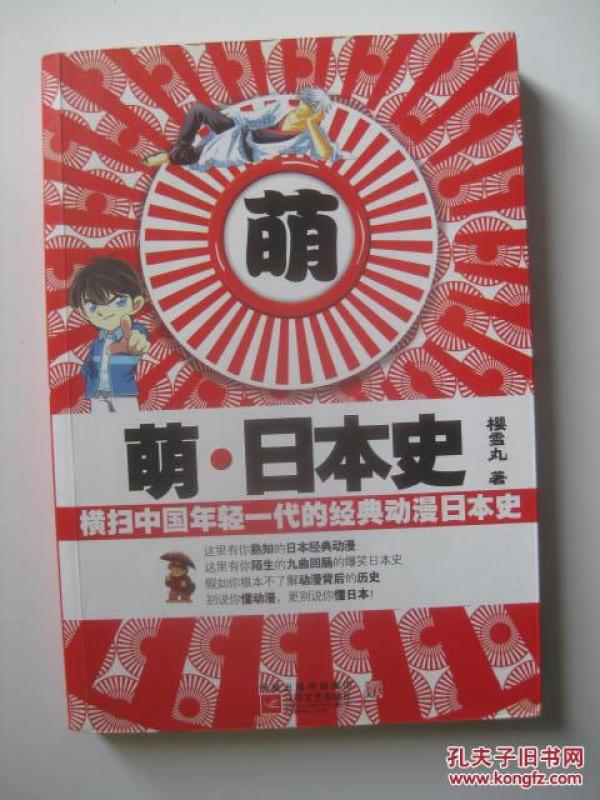 萌
萌·日本史
樱雪丸 著
横扫中国年轻一代的经典动漫日本史
这里有你熟知的日本经典动漫
这里有你陌生的九曲回肠的爆笑日本史
假如你根本不了解动漫背后的历史
别说你懂动漫，更别说你懂日本！
孔夫子旧书网
www.kongfz.com